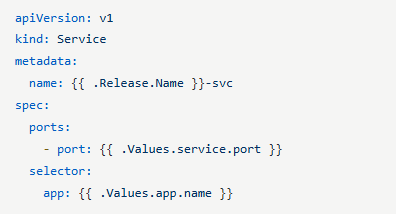 apiVersion: v1
kind: Service
metadata:
  name: {{ .Release.Name }}-svc
spec:
  ports:
    - port: {{ .Values.service.port }}
  selector:
    app: {{ .Values.app.name }}